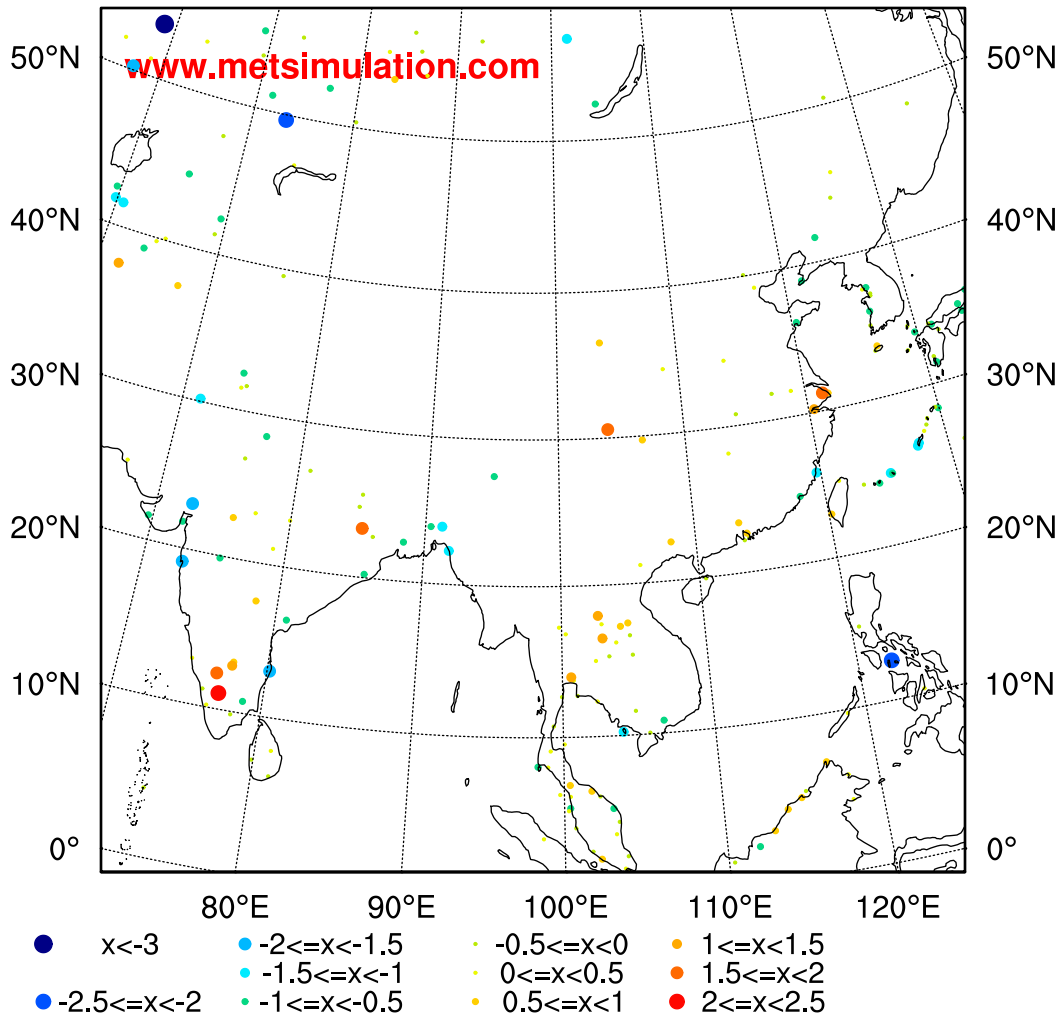 www.metsimulation.com
50°N 50°N
40°N 40°N
30°N 30°N
20°N 20°N
10°N 10°N
0° 0°
80°E 90°E 100°E 110°E 120°E
x<-3 -2<=x<-1.5 -0.5<=x<0 1<=x<1.5
-1.5<=x<-1 0<=x<0.5 1.5<=x<2
-2.5<=x<-2 -1<=x<-0.5 0.5<=x<1 2<=x<2.5